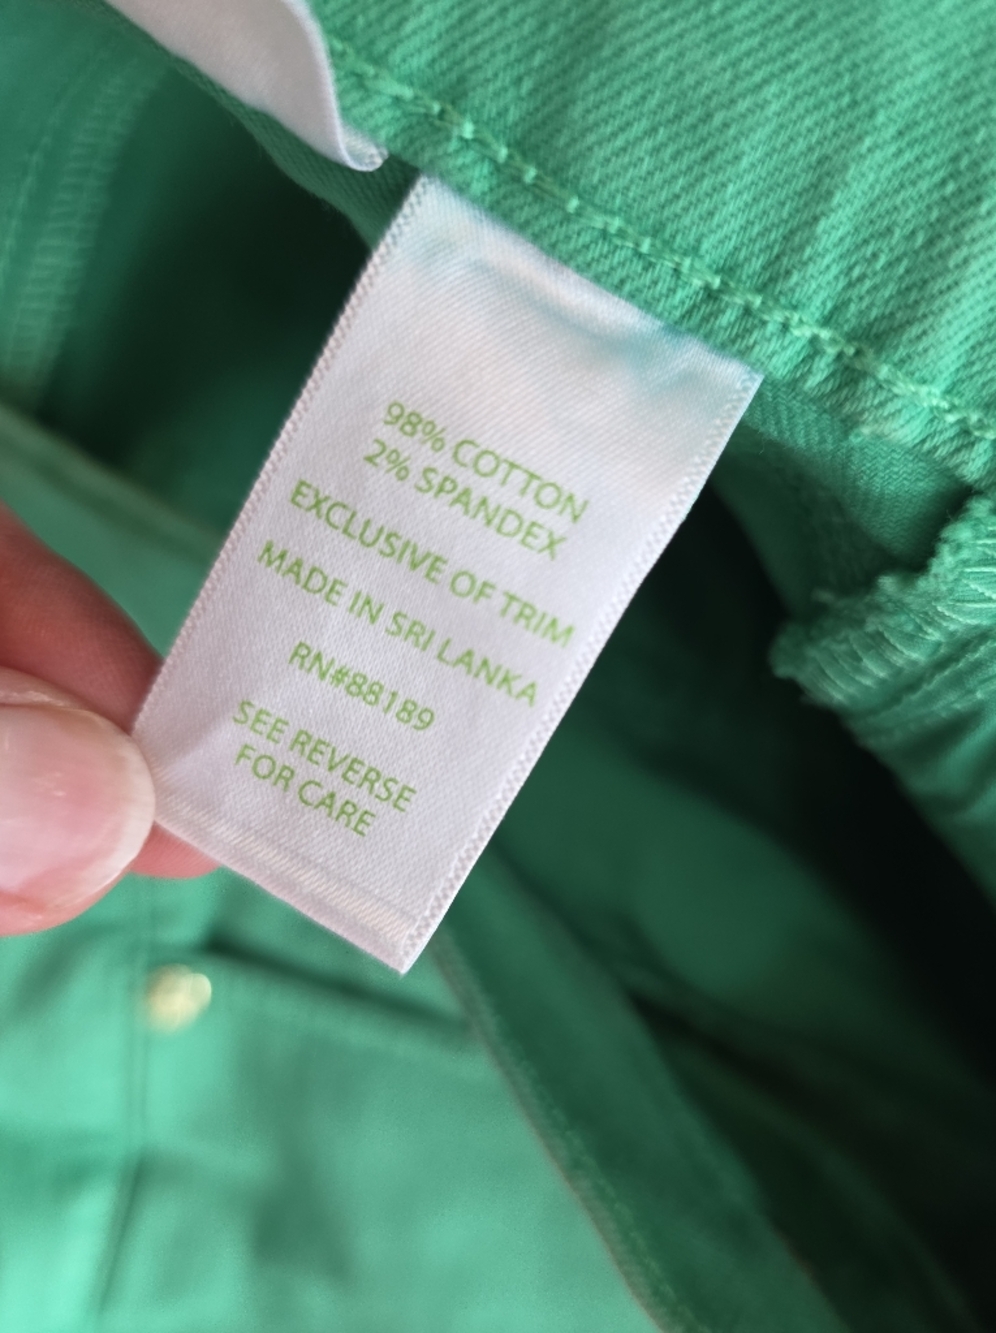 98% COTTON
2% SPANDEX
EXCLUSIVE OF TRIM
MADE IN SRI LANKA
RN#88189
SEE REVERSE
FOR CARE